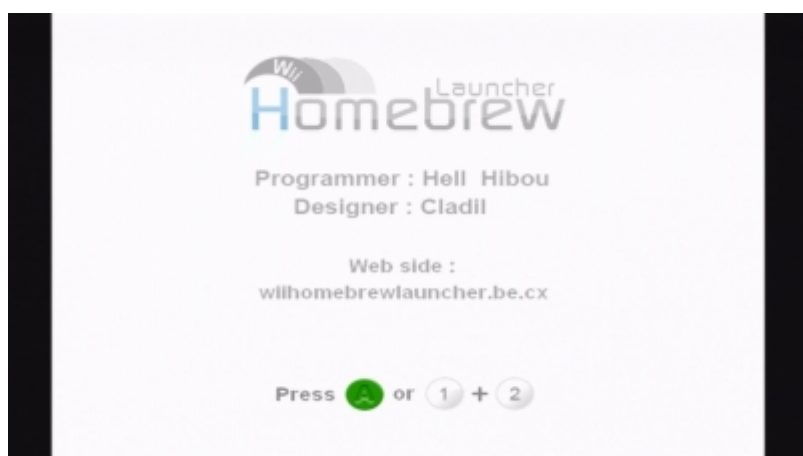 Wii
Launcher
Homebrew
Programmer : Hell Hibou
Designer : Cladil
Web side :
wiihomebrewlauncher.be.cx
Press A or 1 + 2